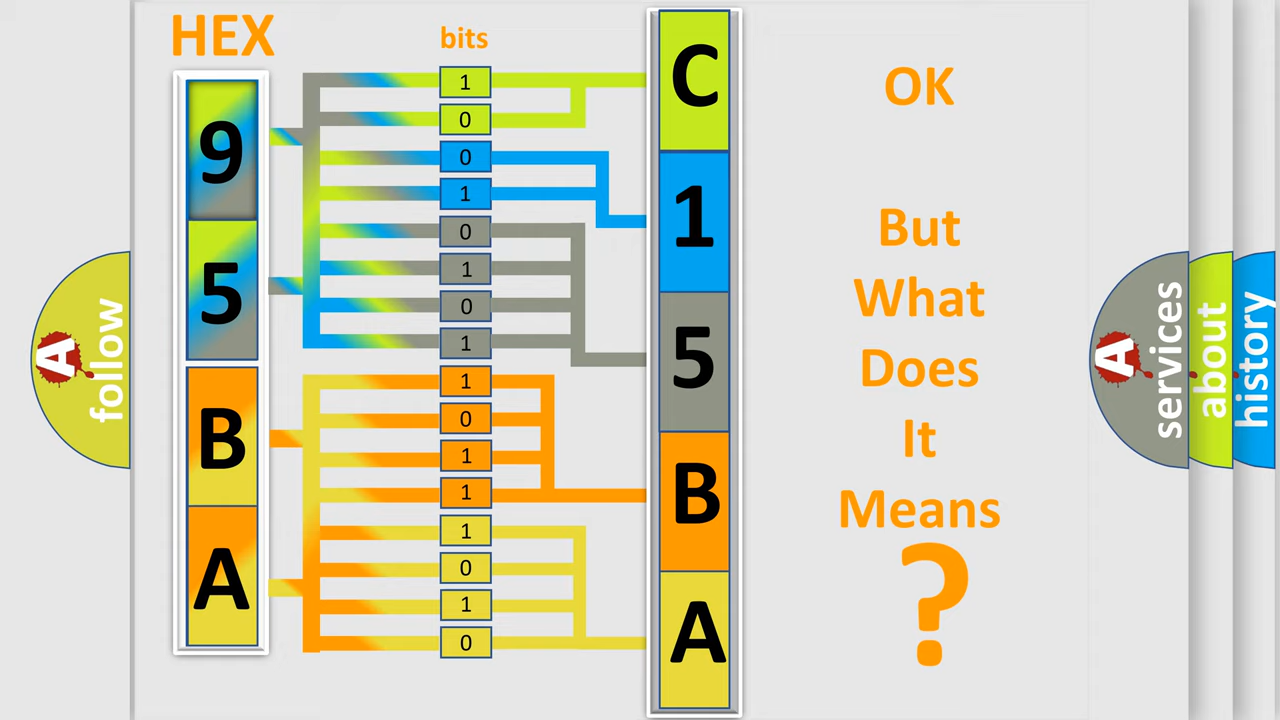 HEX
bits
9
5
B
A
1
0
0
1
0
1
0
1
1
0
1
1
1
0
1
0
C
1
5
B
A
OK
But
What
Does
It
Means
?
A
follow
A
services
about
history